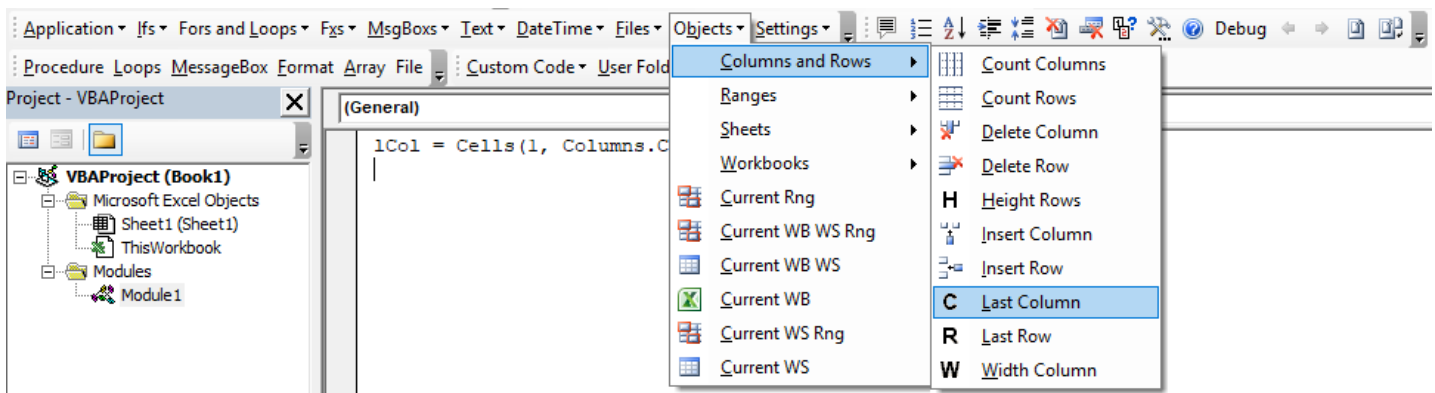 Application Ifs Fors and Loops Fxs MsgBoxs Text DateTime Files Objects Settings Debug
Procedure Loops MessageBox Format Array File Custom Code User Fold
Project - VBAProject
VBAProject (Book1)
Microsoft Excel Objects
Sheet1 (Sheet1)
ThisWorkbook
Modules
Module1
(General)
lCol = Cells(1, Columns.C
Columns and Rows
Ranges
Sheets
Workbooks
Current Rng
Current WB WS Rng
Current WB WS
Current WB
Current WS Rng
Current WS
Count Columns
Count Rows
Delete Column
Delete Row
H Height Rows
Insert Column
Insert Row
C Last Column
R Last Row
W Width Column